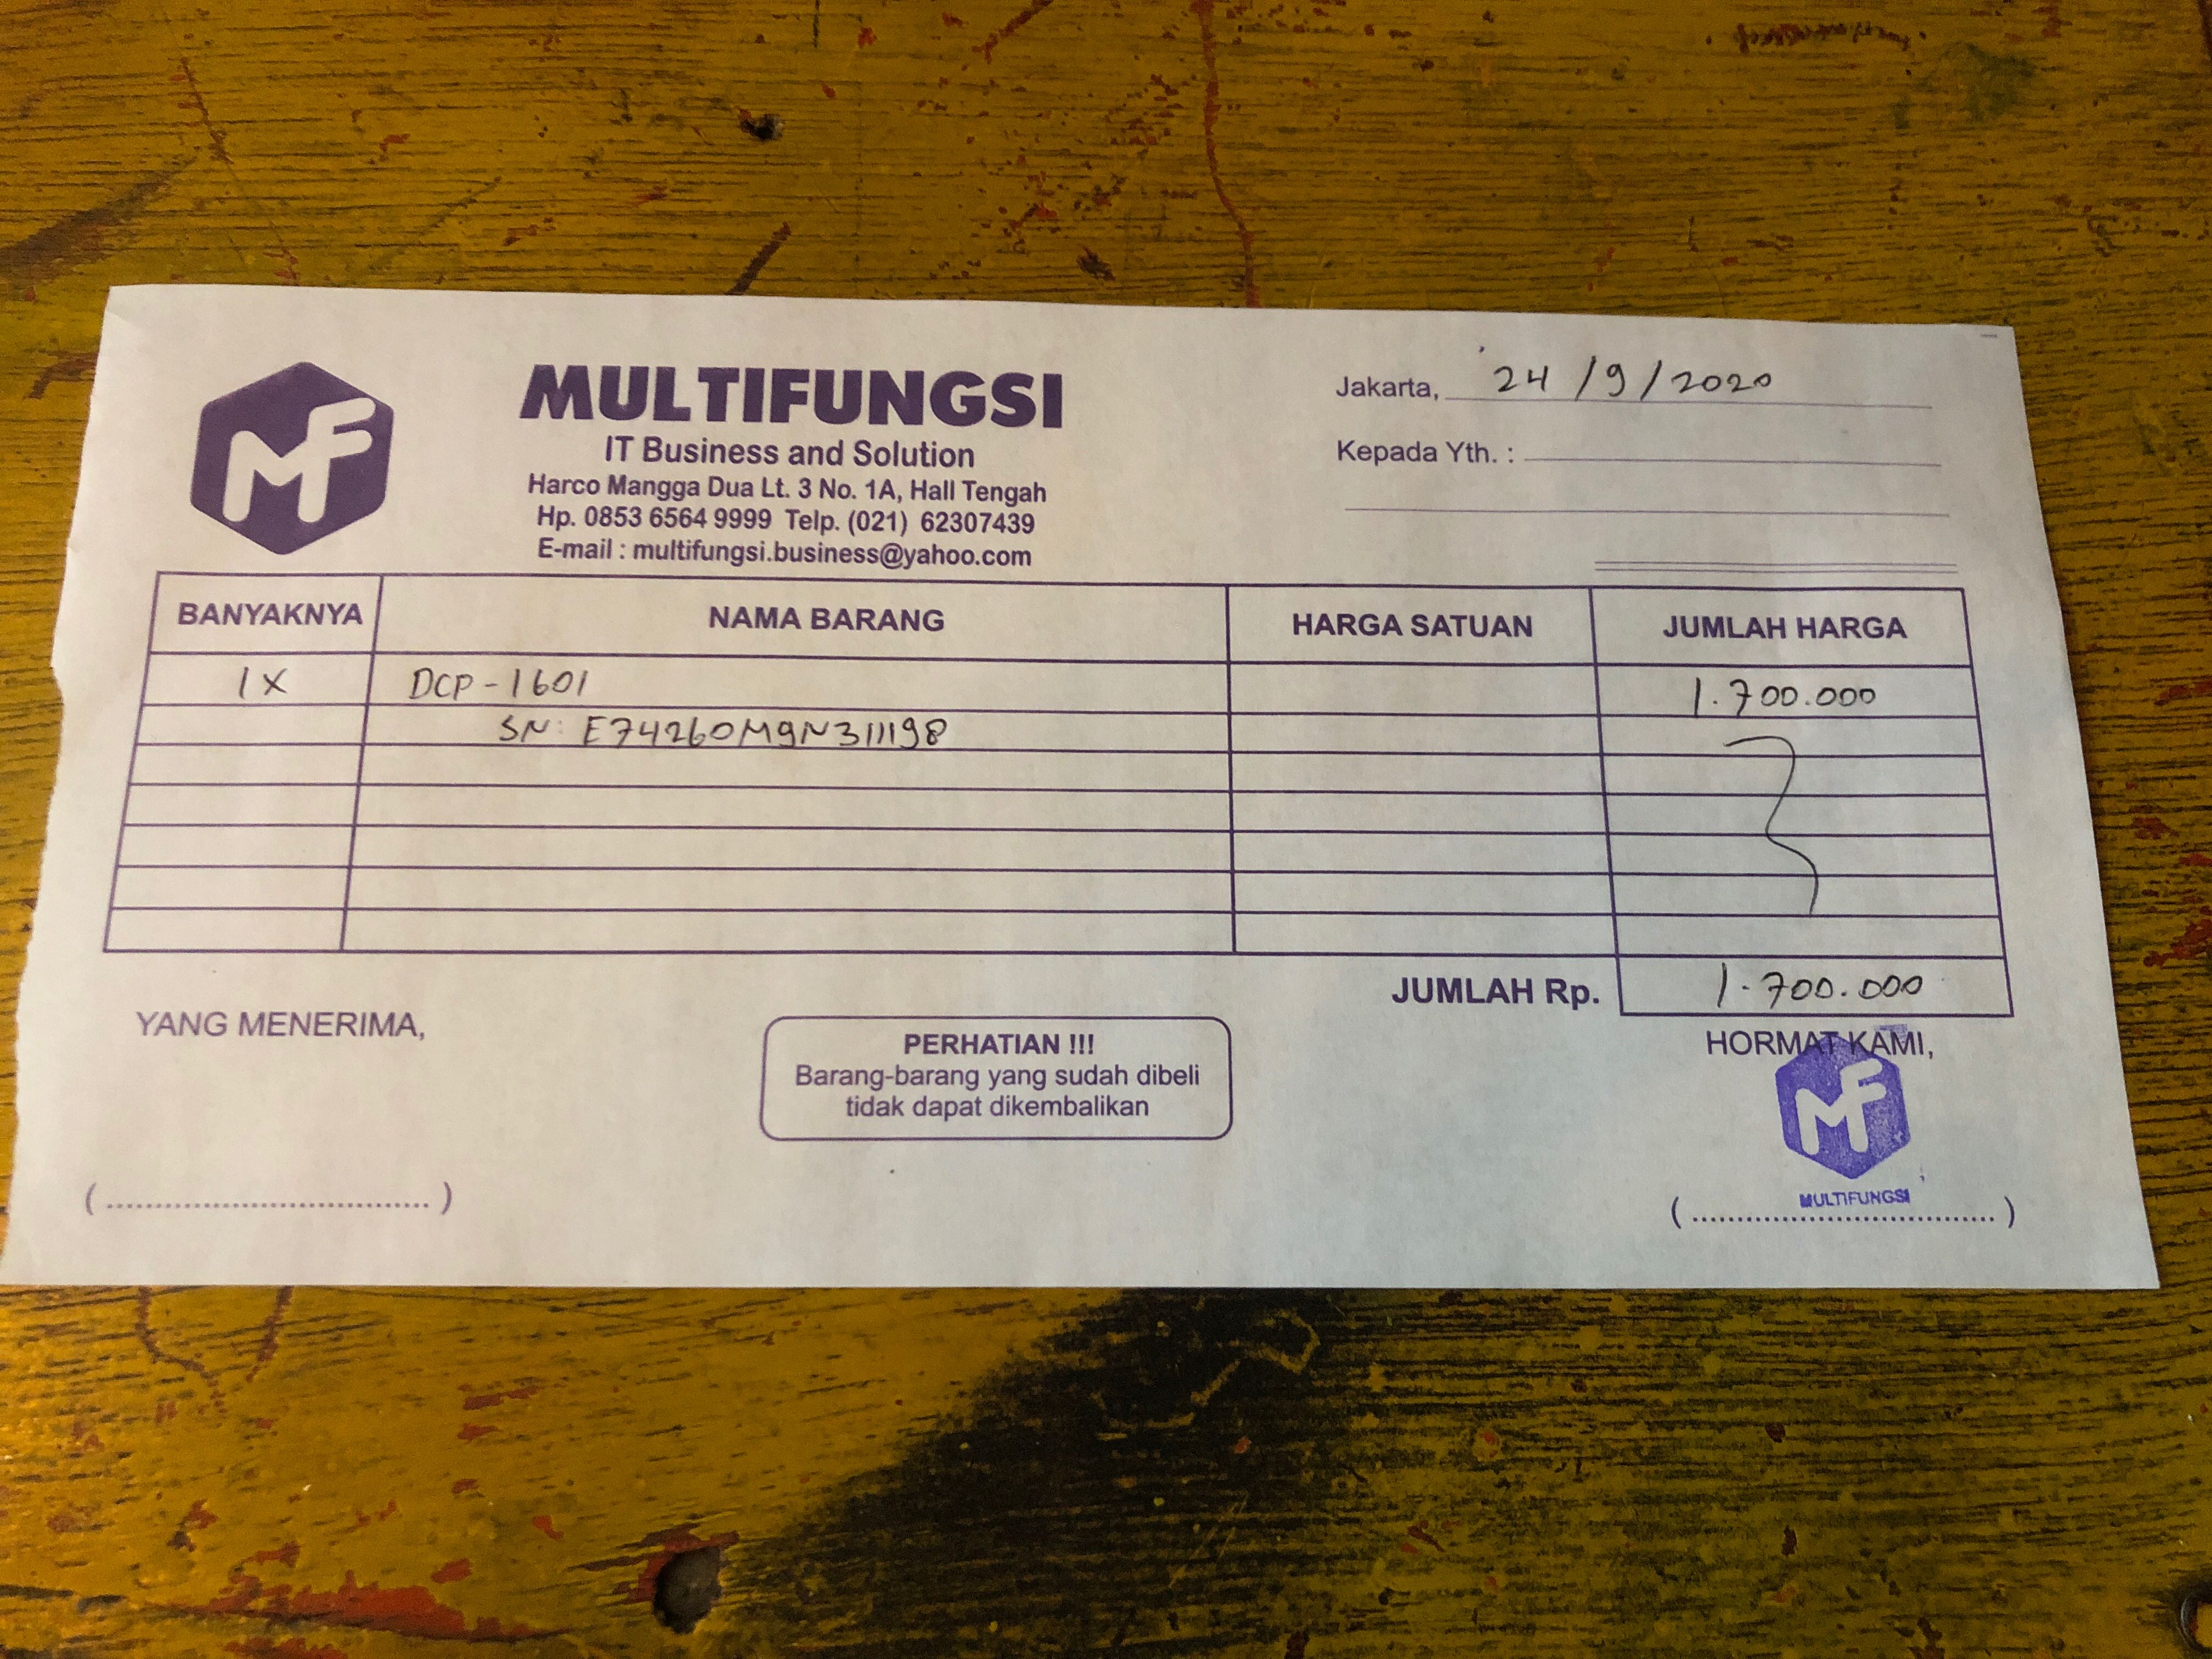 MF
MULTIFUNGSI
IT Business and Solution
Harco Mangga Dua Lt. 3 No. 1A, Hall Tengah
Hp. 0853 6564 9999 Telp. (021) 62307439
E-mail : multifungsi.business@yahoo.com
Jakarta, 24/9/2020
Kepada Yth. :
BANYAKNYA NAMA BARANG HARGA SATUAN JUMLAH HARGA
1X DCP-1601 1.700.000
SN: E74260M9N311198
JUMLAH Rp. 1.700.000
YANG MENERIMA,
PERHATIAN !!!
Barang-barang yang sudah dibeli
tidak dapat dikembalikan
HORMAT KAMI,
MF
MULTIFUNGSI
(................................)
(................................)